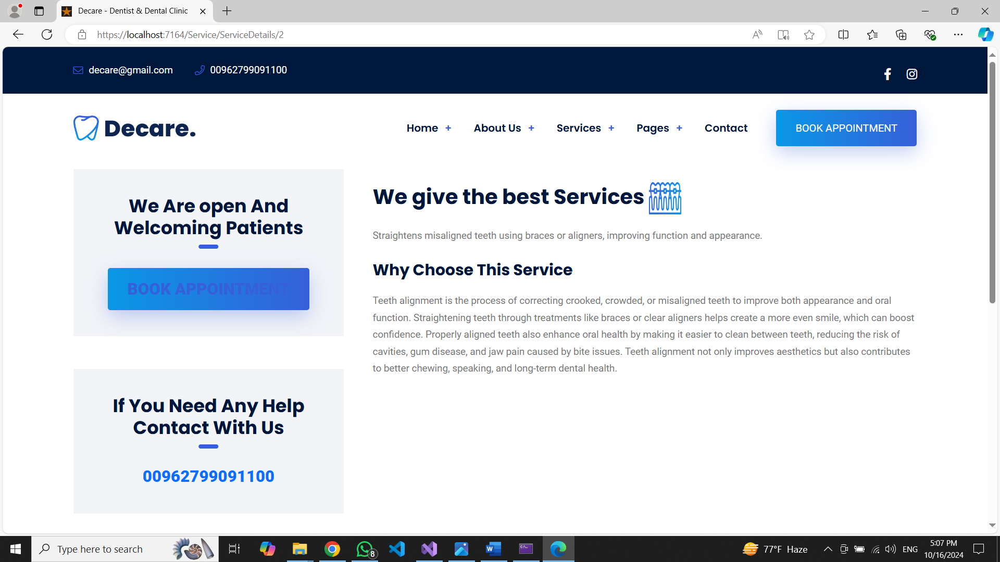 Decare - Dentist & Dental Clinic
https://localhost:7164/Service/ServiceDetails/2
decare@gmail.com 00962799091100
Decare. Home + About Us + Services + Pages + Contact BOOK APPOINTMENT
We Are open And
Welcoming Patients
BOOK APPOINTMENT
If You Need Any Help
Contact With Us
00962799091100
We give the best Services
Straightens misaligned teeth using braces or aligners, improving function and appearance.
Why Choose This Service
Teeth alignment is the process of correcting crooked, crowded, or misaligned teeth to improve both appearance and oral
function. Straightening teeth through treatments like braces or clear aligners helps create a more even smile, which can boost
confidence. Properly aligned teeth also enhance oral health by making it easier to clean between teeth, reducing the risk of
cavities, gum disease, and jaw pain caused by bite issues. Teeth alignment not only improves aesthetics but also contributes
to better chewing, speaking, and long-term dental health.
Type here to search
8
77°F Haze
ENG
5:07 PM
10/16/2024